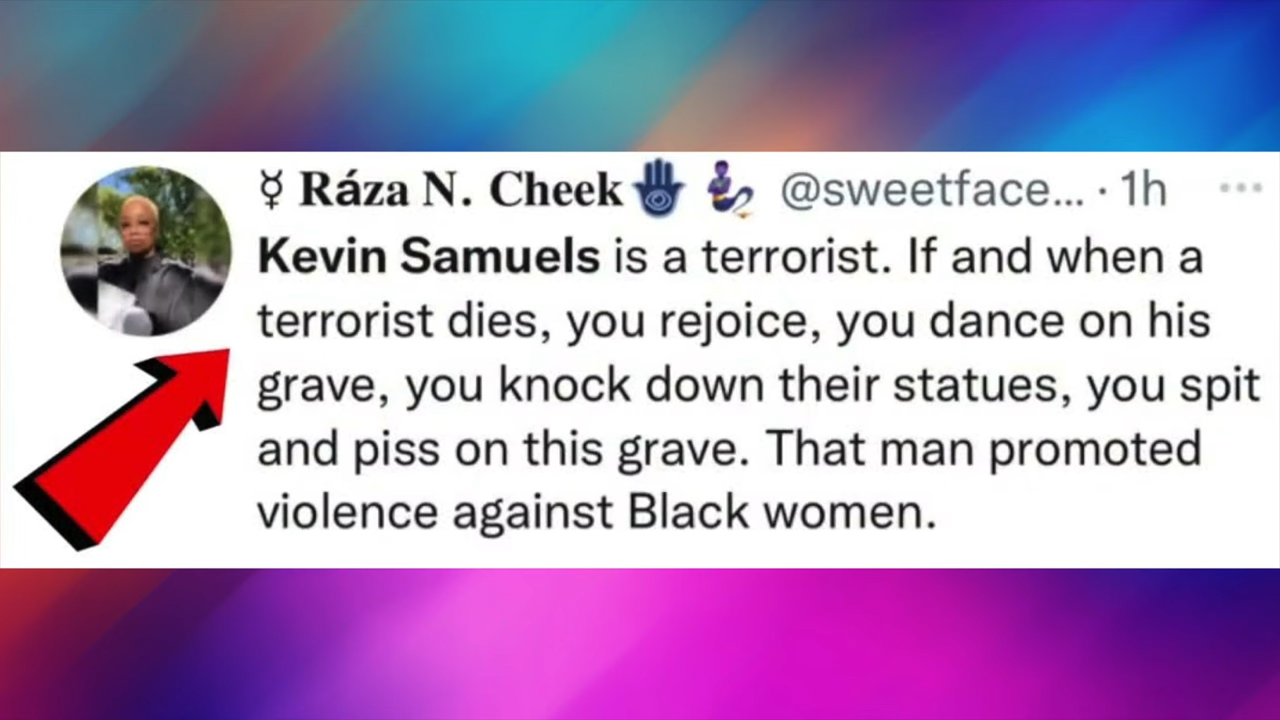 ☿ Ráza N. Cheek🪬🧞‍♂️ @sweetface... · 1h ...
Kevin Samuels is a terrorist. If and when a
terrorist dies, you rejoice, you dance on his
grave, you knock down their statues, you spit
and piss on this grave. That man promoted
violence against Black women.